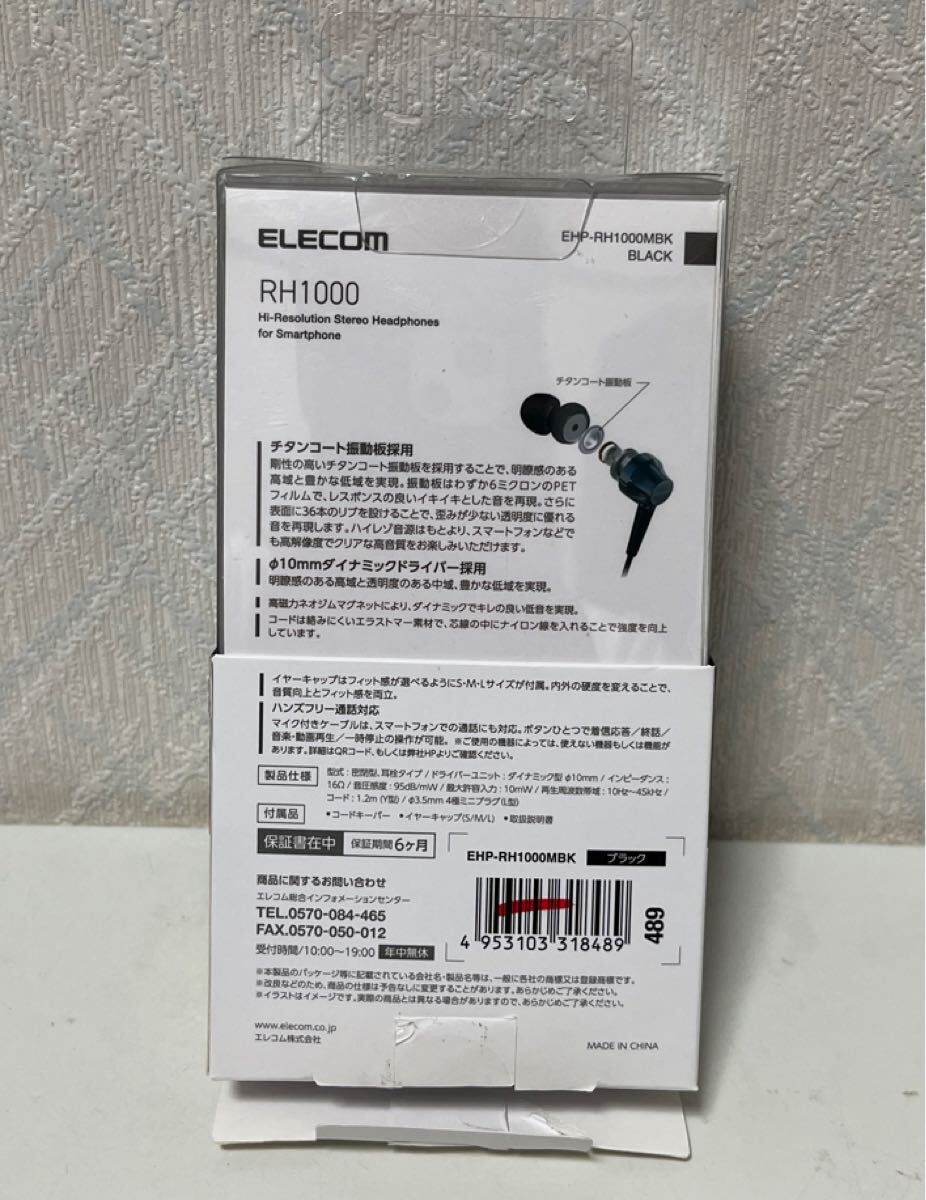 ELECOM
EHP-RH1000MBK
BLACK
RH1000
Hi-Resolution Stereo Headphones
for Smartphone
チタンコート振動板
チタンコート振動板採用
剛性の高いチタンコート振動板を採用することで、明瞭感のある
高域と豊かな低域を実現。振動板はわずか6ミクロンのPET
フィルムで、レスポンスの良いイキイキとした音を再現。さらに
表面に36本のリブを設けることで、歪みが少ない透明度に優れる
音を再現します。ハイレゾ音源はもとより、スマートフォンなどで
も高解像度でクリアな高音質をお楽しみいただけます。
φ10mmダイナミックドライバー採用
明瞭感のある高域と透明度のある中域、豊かな低域を実現。
高磁力ネオジムマグネットにより、ダイナミックでキレの良い低音を実現。
コードは絡みにくいエラストマー素材で、芯線の中にナイロン線を入れることで強度を向上
しています。
イヤーキャップはフィット感が選べるようにS・M・Lサイズが付属。内外の硬度を変えることで、
音質向上とフィット感を両立。
ハンズフリー通話対応
マイク付きケーブルは、スマートフォンでの通話にも対応。ボタンひとつで着信応答／終話／
音楽・動画再生／一時停止の操作が可能。 ※ご使用の機器によっては、使えない機器もしくは機能が
あります。詳細はQRコード、もしくは弊社HPよりご確認ください。
製品仕様
型式：密閉型、耳栓タイプ / ドライバーユニット：ダイナミック型 φ10mm / インピーダンス：
16Ω / 音圧感度：95dB/mW / 最大許容入力：10mW / 再生周波数帯域：10Hz〜45kHz /
コード：1.2m (Y型) / φ3.5mm 4極ミニプラグ(L型)
付属品
•コードキーパー •イヤーキャップ(S/M/L) •取扱説明書
保証書在中 保証期間6ヶ月
EHP-RH1000MBK ブラック
商品に関するお問い合わせ
エレコム総合インフォメーションセンター
TEL.0570-084-465
FAX.0570-050-012
受付時間/10:00〜19:00 年中無休
4 953103 318489
489
※本製品のパッケージ等に記載されている会社名・製品名等は、一般に各社の商標又は登録商標です。
※改良などのため、商品の仕様は予告なしに変更することがあります。あらかじめご了承ください。
※イラストはイメージです。実際の商品とは異なる場合がありますので、あらかじめご了承ください。
www.elecom.co.jp
エレコム株式会社
MADE IN CHINA